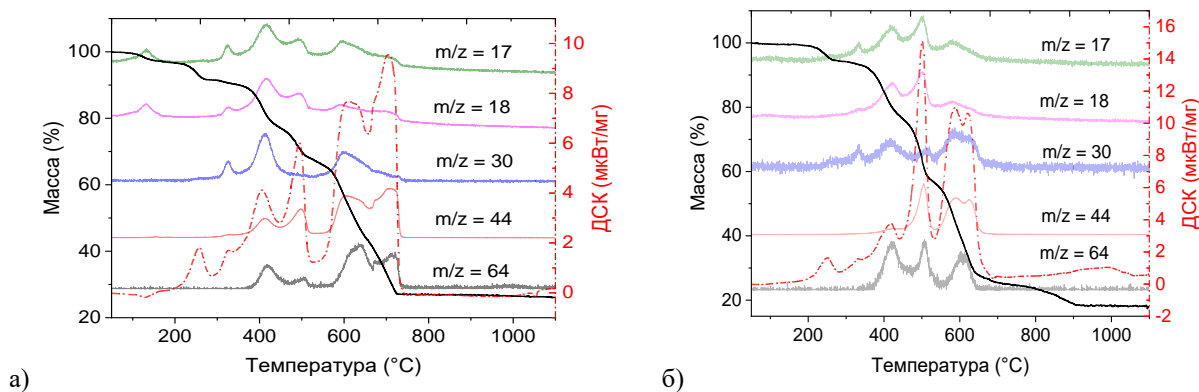 100
80
60
40
20
Масса (%)
m/z = 17
m/z = 18
m/z = 30
m/z = 44
m/z = 64
10
8
6
4
2
0
ДСК (мкВт/мг)
200 400 600 800 1000
Температура (°C)
а)
100
80
60
40
20
Масса (%)
m/z = 17
m/z = 18
m/z = 30
m/z = 44
m/z = 64
16
14
12
10
8
6
4
2
0
-2
ДСК (мкВт/мг)
200 400 600 800 1000
Температура (°C)
б)